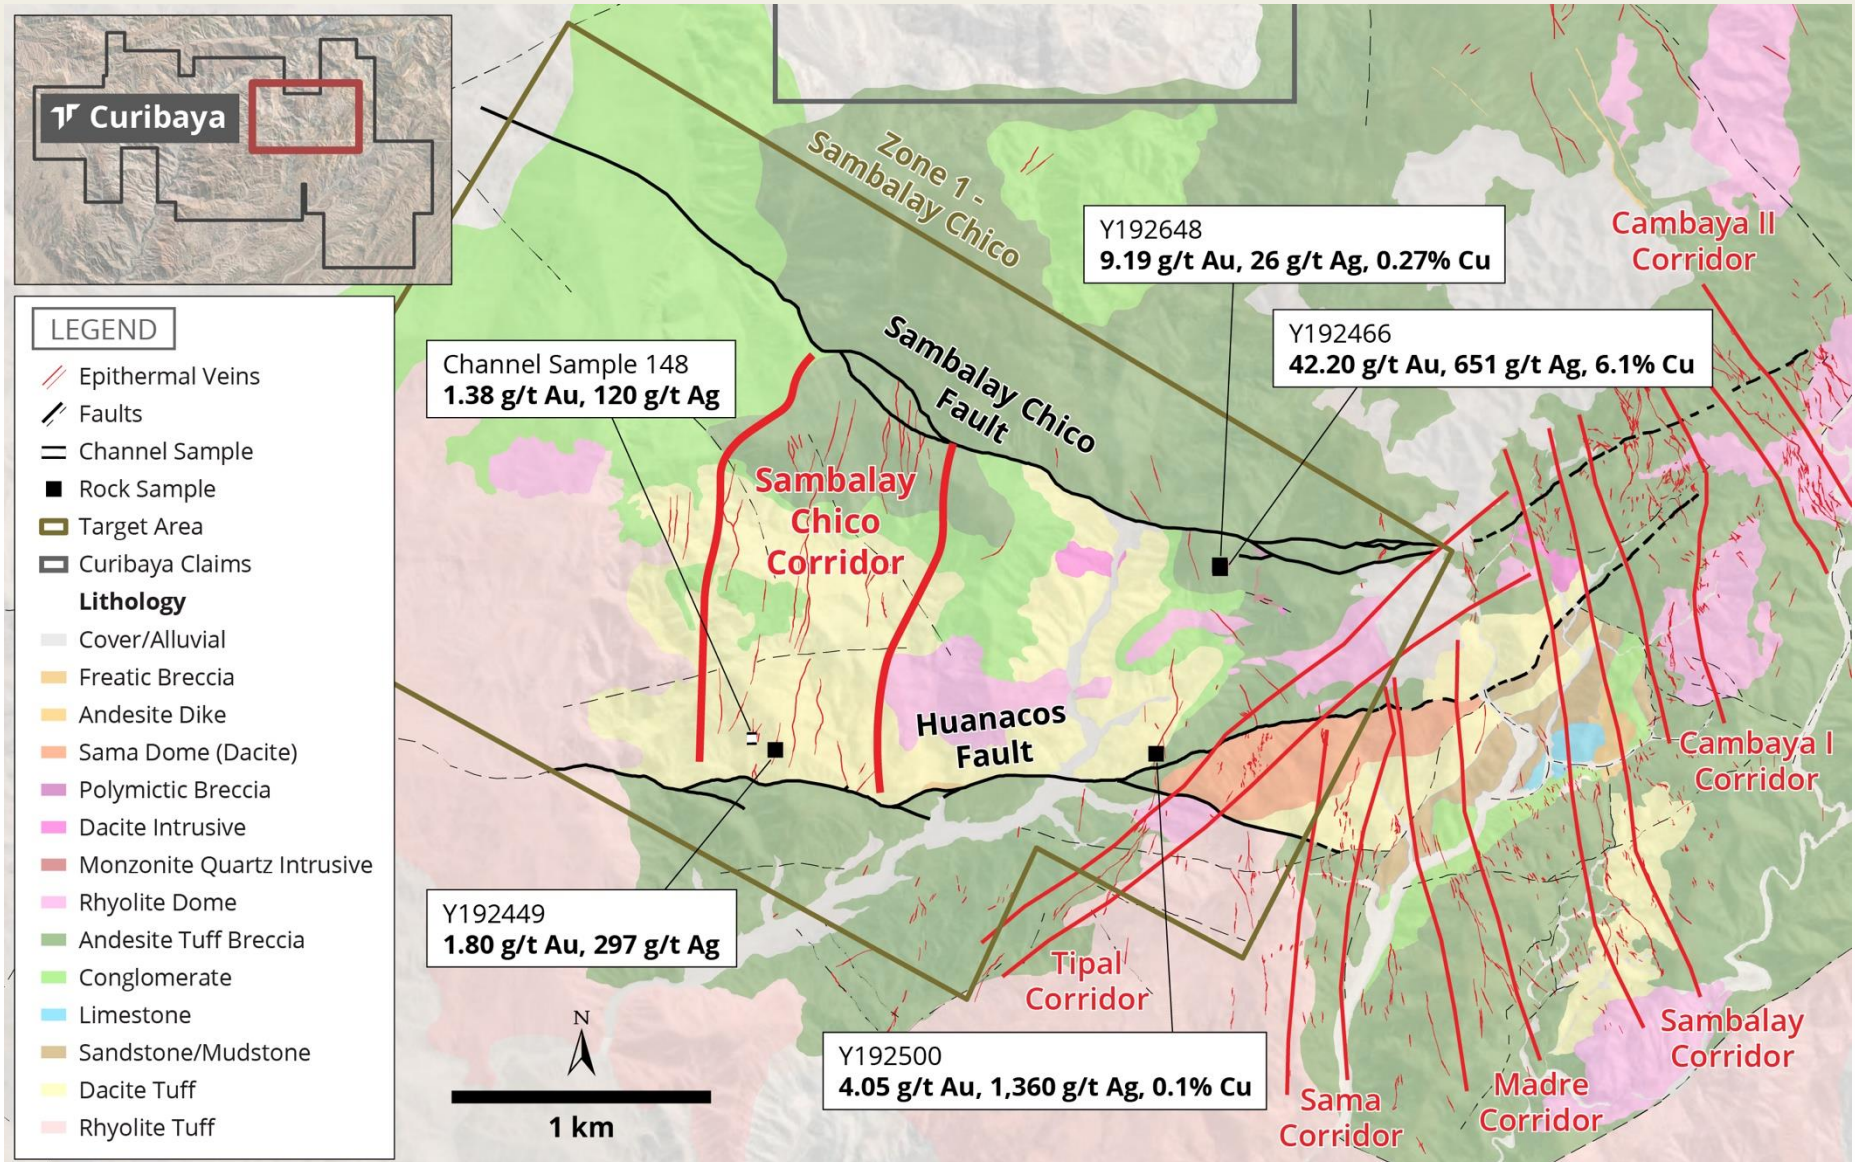 Curibaya
LEGEND
Epithermal Veins
Faults
Channel Sample
Rock Sample
Target Area
Curibaya Claims
Lithology
Cover/Alluvial
Freatic Breccia
Andesite Dike
Sama Dome (Dacite)
Polymictic Breccia
Dacite Intrusive
Monzonite Quartz Intrusive
Rhyolite Dome
Andesite Tuff Breccia
Conglomerate
Limestone
Sandstone/Mudstone
Dacite Tuff
Rhyolite Tuff
Zone 1 -
Sambalay Chico
Y192648
9.19 g/t Au, 26 g/t Ag, 0.27% Cu
Cambaya II
Corridor
Y192466
42.20 g/t Au, 651 g/t Ag, 6.1% Cu
Channel Sample 148
1.38 g/t Au, 120 g/t Ag
Sambalay Chico
Fault
Sambalay
Chico
Corridor
Huanacos
Fault
Cambaya I
Corridor
Y192449
1.80 g/t Au, 297 g/t Ag
Tipal
Corridor
Y192500
4.05 g/t Au, 1,360 g/t Ag, 0.1% Cu
Sambalay
Corridor
Madre
Corridor
Sama
Corridor
N
1 km